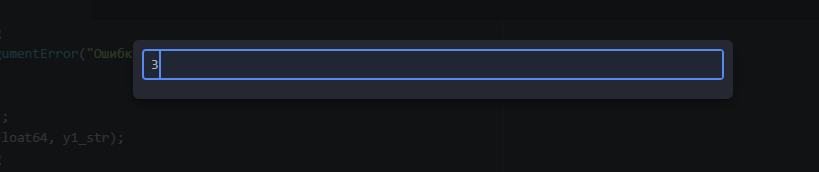 ;
gumentError("Ошибк
3
;
loat64, y1_str);
;